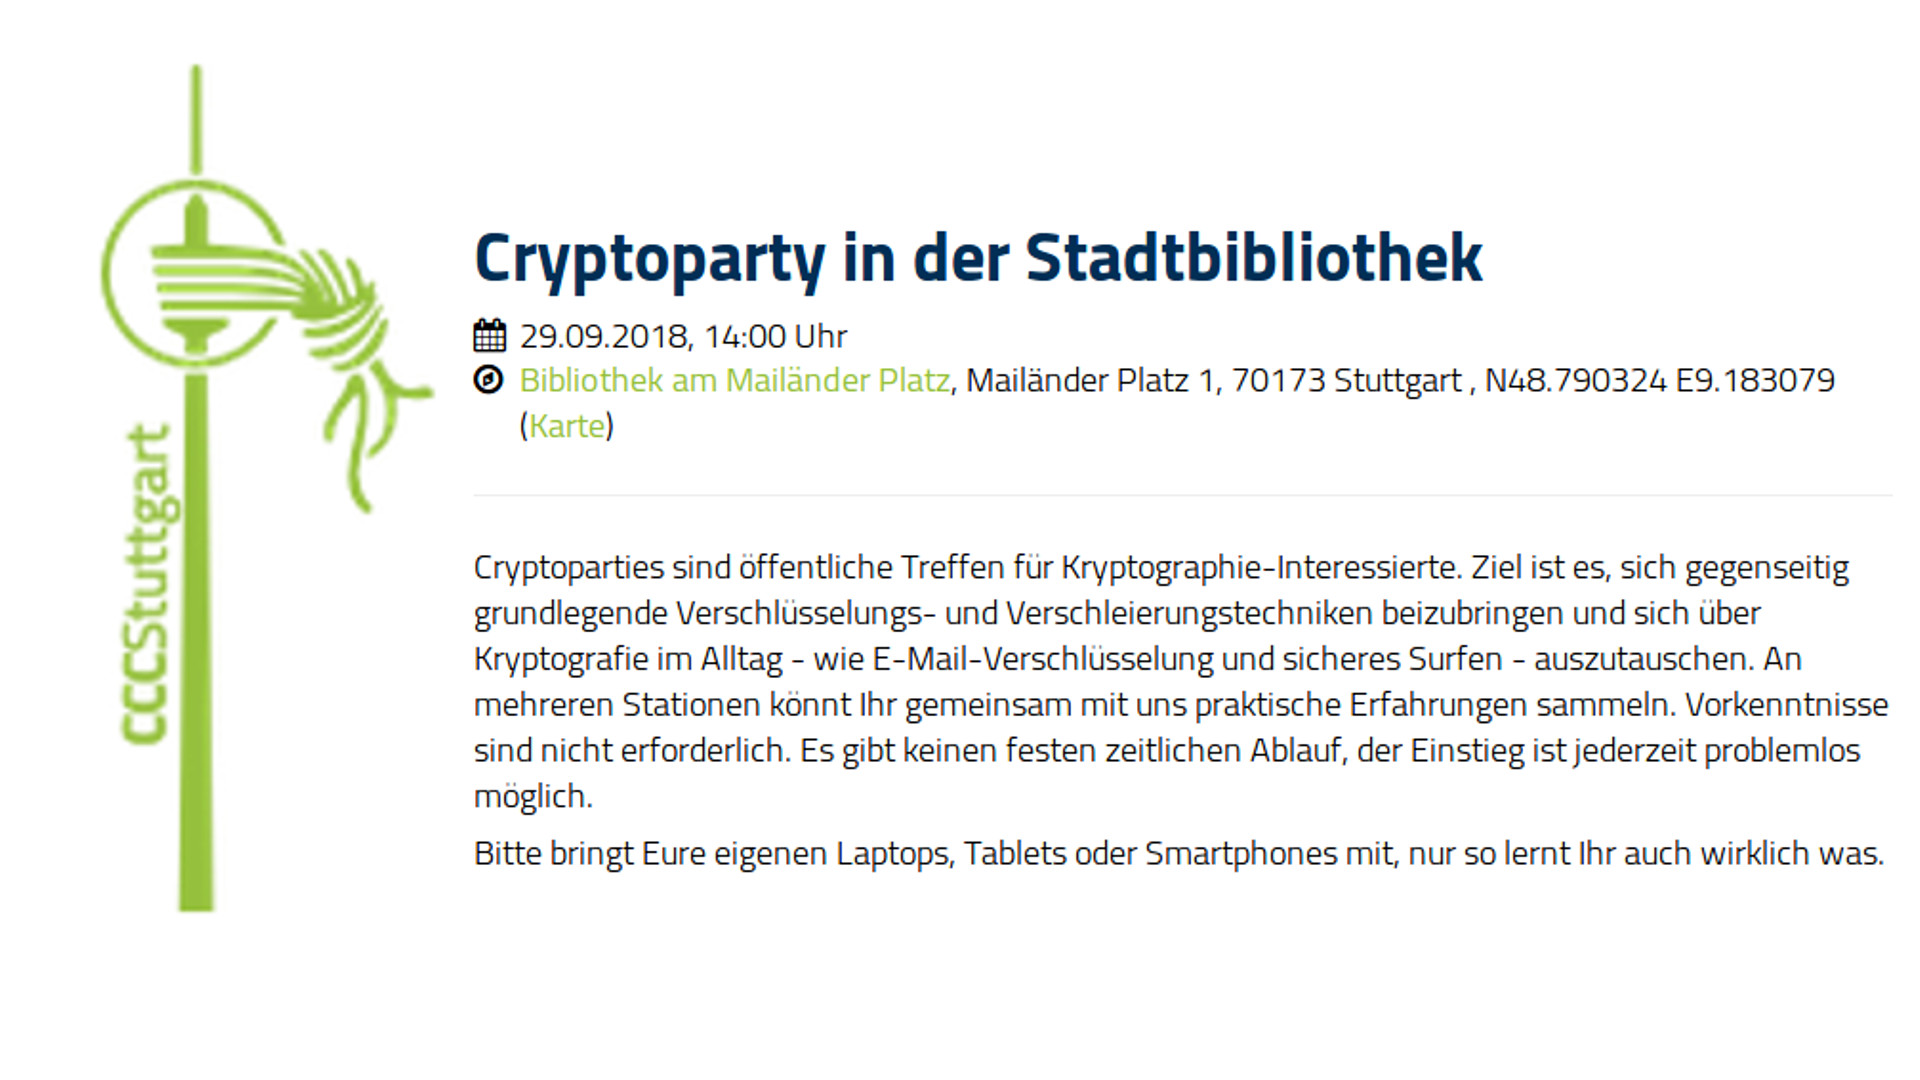 CCCStuttgart
Cryptoparty in der Stadtbibliothek
29.09.2018, 14:00 Uhr
Bibliothek am Mailänder Platz, Mailänder Platz 1, 70173 Stuttgart , N48.790324 E9.183079
(Karte)
Cryptoparties sind öffentliche Treffen für Kryptographie-Interessierte. Ziel ist es, sich gegenseitig
grundlegende Verschlüsselungs- und Verschleierungstechniken beizubringen und sich über
Kryptografie im Alltag - wie E-Mail-Verschlüsselung und sicheres Surfen - auszutauschen. An
mehreren Stationen könnt Ihr gemeinsam mit uns praktische Erfahrungen sammeln. Vorkenntnisse
sind nicht erforderlich. Es gibt keinen festen zeitlichen Ablauf, der Einstieg ist jederzeit problemlos
möglich.
Bitte bringt Eure eigenen Laptops, Tablets oder Smartphones mit, nur so lernt Ihr auch wirklich was.